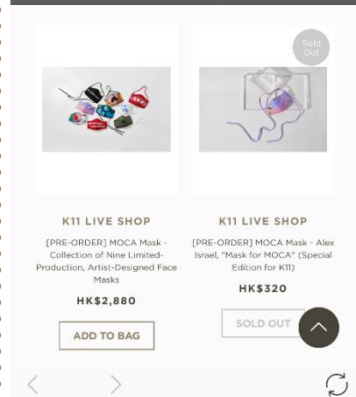 Sold
Out
K11 LIVE SHOP
[PRE-ORDER] MOCA Mask -
Collection of Nine Limited-
Production, Artist-Designed Face
Masks
HK$2,880
ADD TO BAG
K11 LIVE SHOP
[PRE-ORDER] MOCA Mask - Alex
Israel, "Mask for MOCA" (Special
Edition for K11)
HK$320
SOLD OUT